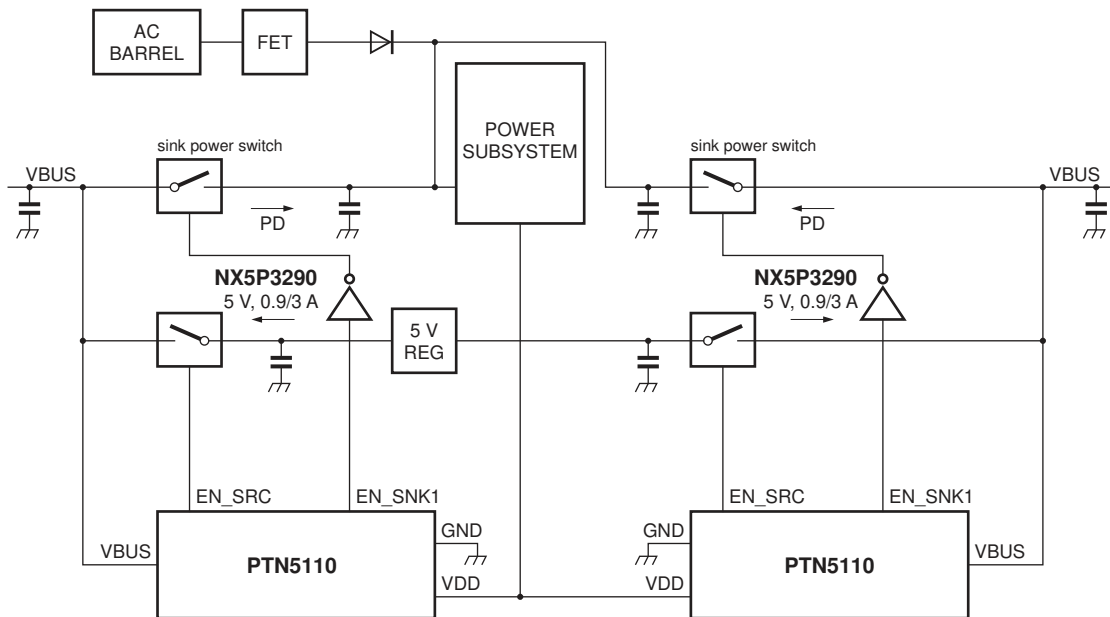 AC
BARREL
FET
POWER
SUBSYSTEM
sink power switch
sink power switch
VBUS
VBUS
PD
PD
NX5P3290
5 V, 0.9/3 A
NX5P3290
5 V, 0.9/3 A
5 V
REG
EN_SRC
EN_SNK1
EN_SRC
EN_SNK1
GND
GND
VBUS
PTN5110
PTN5110
VBUS
VDD
VDD